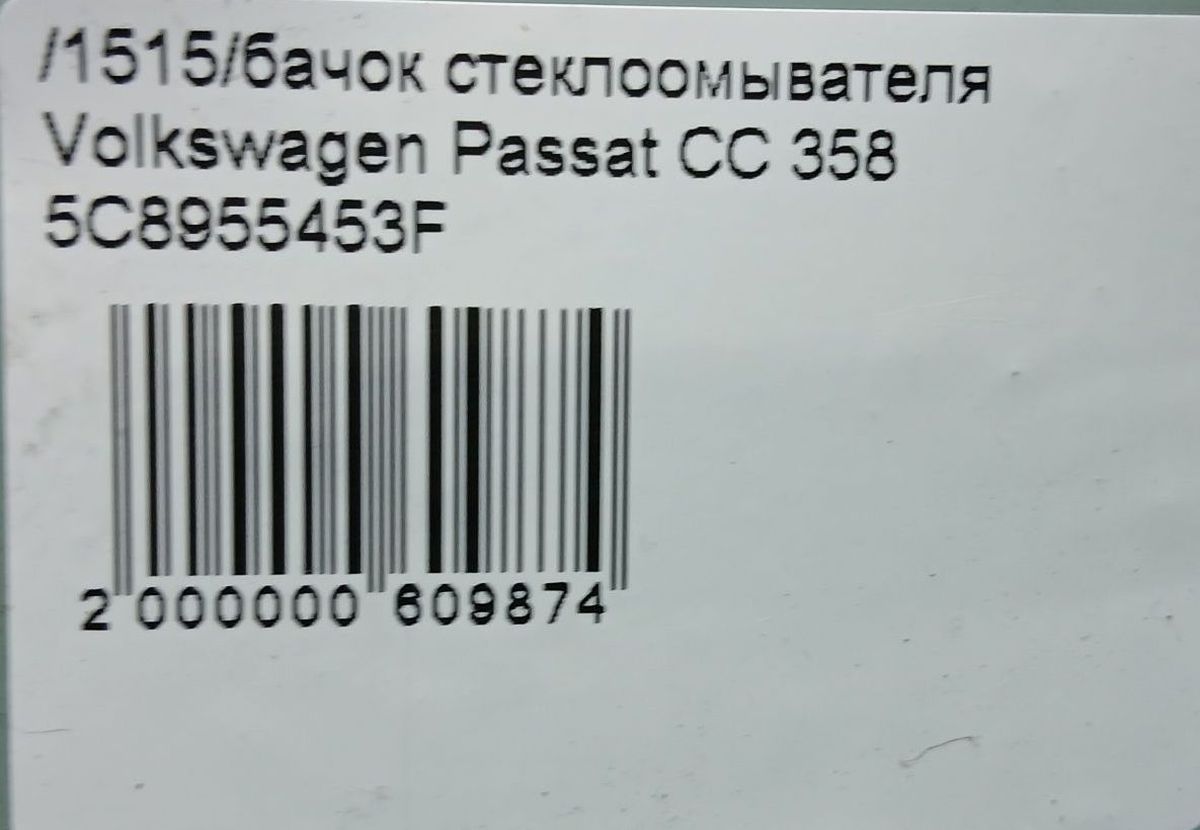 /1515/бачок стеклоомывателя
Volkswagen Passat CC 358
5C8955453F
2 000000 609874